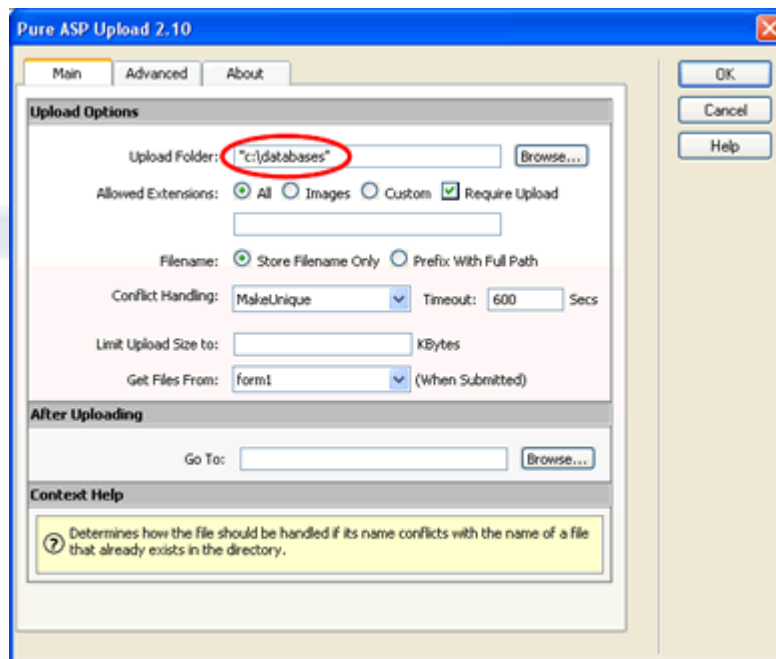 Pure ASP Upload 2.10
Main Advanced About
OK
Cancel
Help
Upload Options
Upload Folder: "c:\databases" Browse...
Allowed Extensions: All Images Custom Require Upload
Filename: Store Filename Only Prefix With Full Path
Conflict Handling: MakeUnique Timeout: 600 Secs
Limit Upload Size to: KBytes
Get Files From: form1 (When Submitted)
After Uploading
Go To: Browse...
Context Help
? Determines how the file should be handled if its name conflicts with the name of a file
that already exists in the directory.